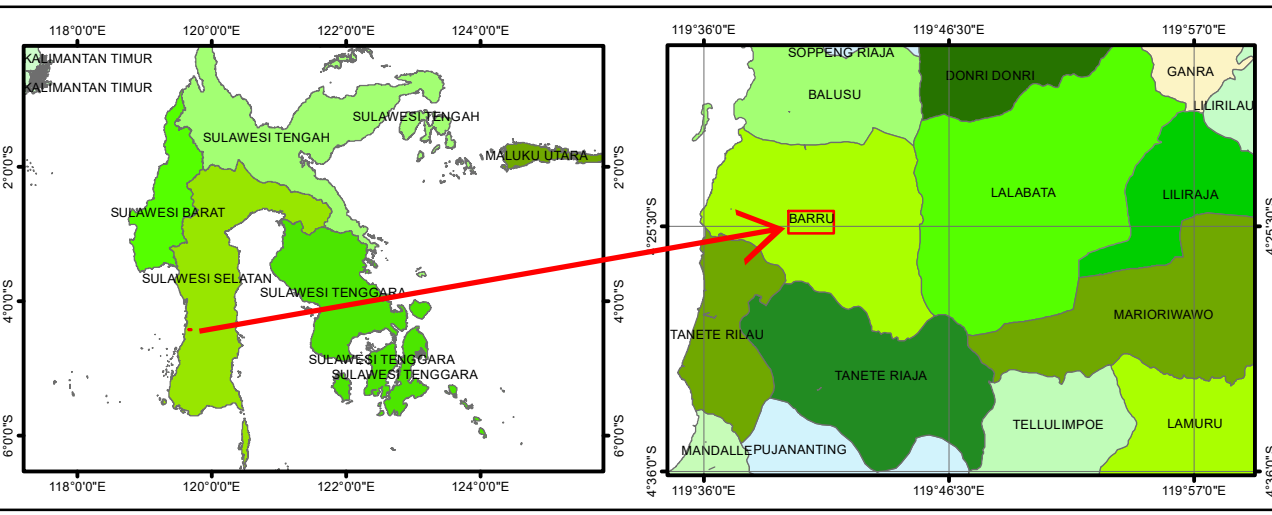 118°0'0"E 120°0'0"E 122°0'0"E 124°0'0"E
KALIMANTAN TIMUR
KALIMANTAN TIMUR
SULAWESI TENGAH
SULAWESI TENGAH
MALUKU UTARA
SULAWESI BARAT
SULAWESI SELATAN
SULAWESI TENGGARA
SULAWESI TENGGARA
SULAWESI TENGGARA
2°0'0"S
4°0'0"S
6°0'0"S
2°0'0"S
4°0'0"S
6°0'0"S
118°0'0"E 120°0'0"E 122°0'0"E 124°0'0"E
119°36'0"E 119°46'30"E 119°57'0"E
SOPPENG RIAJA
DONRI DONRI
GANRA
BALUSU
LILIRILAU
LALABATA
LILIRAJA
BARRU
MARIORIWAWO
TANETE RILAU
TANETE RIAJA
TELLULIMPOE
LAMURU
MANDALLE
PUJANANTING
°25'30"S
4°36'0"S
4°25'30"S
4°36'0"S
119°36'0"E 119°46'30"E 119°57'0"E